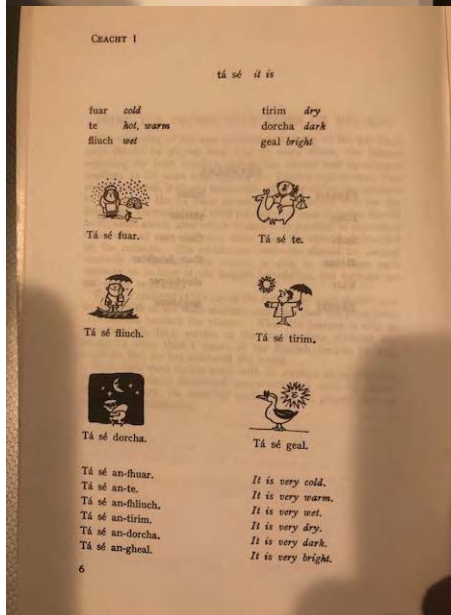 CEACHT 1
tá sé it is
fuar cold
te hot, warm
fliuch wet
tirim dry
dorcha dark
geal bright
Tá sé fuar.
Tá sé te.
Tá sé fliuch.
Tá sé tirim.
Tá sé dorcha.
Tá sé geal.
Tá sé an-fhuar.
Tá sé an-te.
Tá sé an-fhliuch.
Tá sé an-tirim.
Tá sé an-dorcha.
Tá sé an-gheal.
It is very cold.
It is very warm.
It is very wet.
It is very dry.
It is very dark.
It is very bright.
6